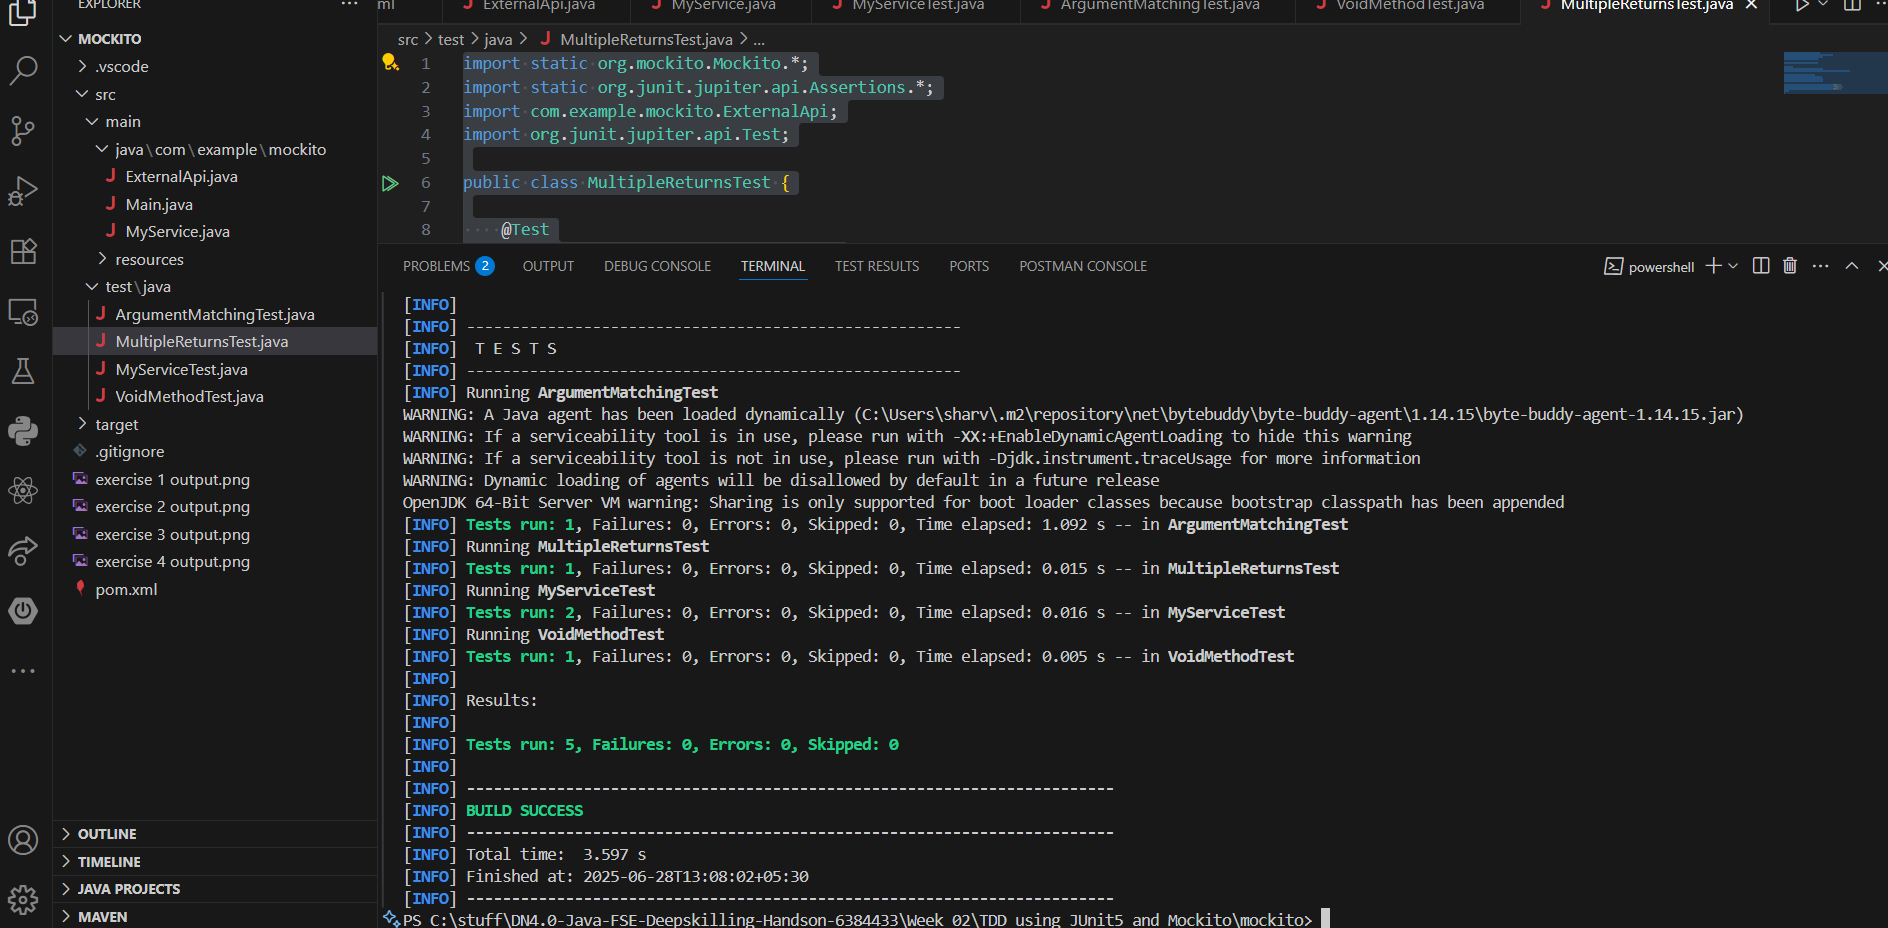 EXPLORER
MOCKITO
.vscode
src
main
java\com\example\mockito
ExternalApi.java
Main.java
MyService.java
resources
test\java
ArgumentMatchingTest.java
MultipleReturnsTest.java
MyServiceTest.java
VoidMethodTest.java
target
.gitignore
exercise 1 output.png
exercise 2 output.png
exercise 3 output.png
exercise 4 output.png
pom.xml
OUTLINE
TIMELINE
JAVA PROJECTS
MAVEN
ml ExternalApi.java MyService.java MyServiceTest.java ArgumentMatchingTest.java VoidMethodTest.java MultipleReturnsTest.java
src > test > java > MultipleReturnsTest.java > ...
1 import static org.mockito.Mockito.*;
2 import static org.junit.jupiter.api.Assertions.*;
3 import com.example.mockito.ExternalApi;
4 import org.junit.jupiter.api.Test;
5
6 public class MultipleReturnsTest {
7
8 @Test
PROBLEMS 2 OUTPUT DEBUG CONSOLE TERMINAL TEST RESULTS PORTS POSTMAN CONSOLE powershell
[INFO]
[INFO] -------------------------------------------------------
[INFO]  T E S T S
[INFO] -------------------------------------------------------
[INFO] Running ArgumentMatchingTest
WARNING: A Java agent has been loaded dynamically (C:\Users\sharv\.m2\repository\net\bytebuddy\byte-buddy-agent\1.14.15\byte-buddy-agent-1.14.15.jar)
WARNING: If a serviceability tool is in use, please run with -XX:+EnableDynamicAgentLoading to hide this warning
WARNING: If a serviceability tool is not in use, please run with -Djdk.instrument.traceUsage for more information
WARNING: Dynamic loading of agents will be disallowed by default in a future release
OpenJDK 64-Bit Server VM warning: Sharing is only supported for boot loader classes because bootstrap classpath has been appended
[INFO] Tests run: 1, Failures: 0, Errors: 0, Skipped: 0, Time elapsed: 1.092 s -- in ArgumentMatchingTest
[INFO] Running MultipleReturnsTest
[INFO] Tests run: 1, Failures: 0, Errors: 0, Skipped: 0, Time elapsed: 0.015 s -- in MultipleReturnsTest
[INFO] Running MyServiceTest
[INFO] Tests run: 2, Failures: 0, Errors: 0, Skipped: 0, Time elapsed: 0.016 s -- in MyServiceTest
[INFO] Running VoidMethodTest
[INFO] Tests run: 1, Failures: 0, Errors: 0, Skipped: 0, Time elapsed: 0.005 s -- in VoidMethodTest
[INFO]
[INFO] Results:
[INFO]
[INFO] Tests run: 5, Failures: 0, Errors: 0, Skipped: 0
[INFO]
[INFO] ------------------------------------------------------------------------
[INFO] BUILD SUCCESS
[INFO] ------------------------------------------------------------------------
[INFO] Total time:  3.597 s
[INFO] Finished at: 2025-06-28T13:08:02+05:30
[INFO] ------------------------------------------------------------------------
PS C:\stuff\DN4.0-Java-FSE-Deepskilling-Handson-6384433\Week 02\TDD using JUnit5 and Mockito\mockito>